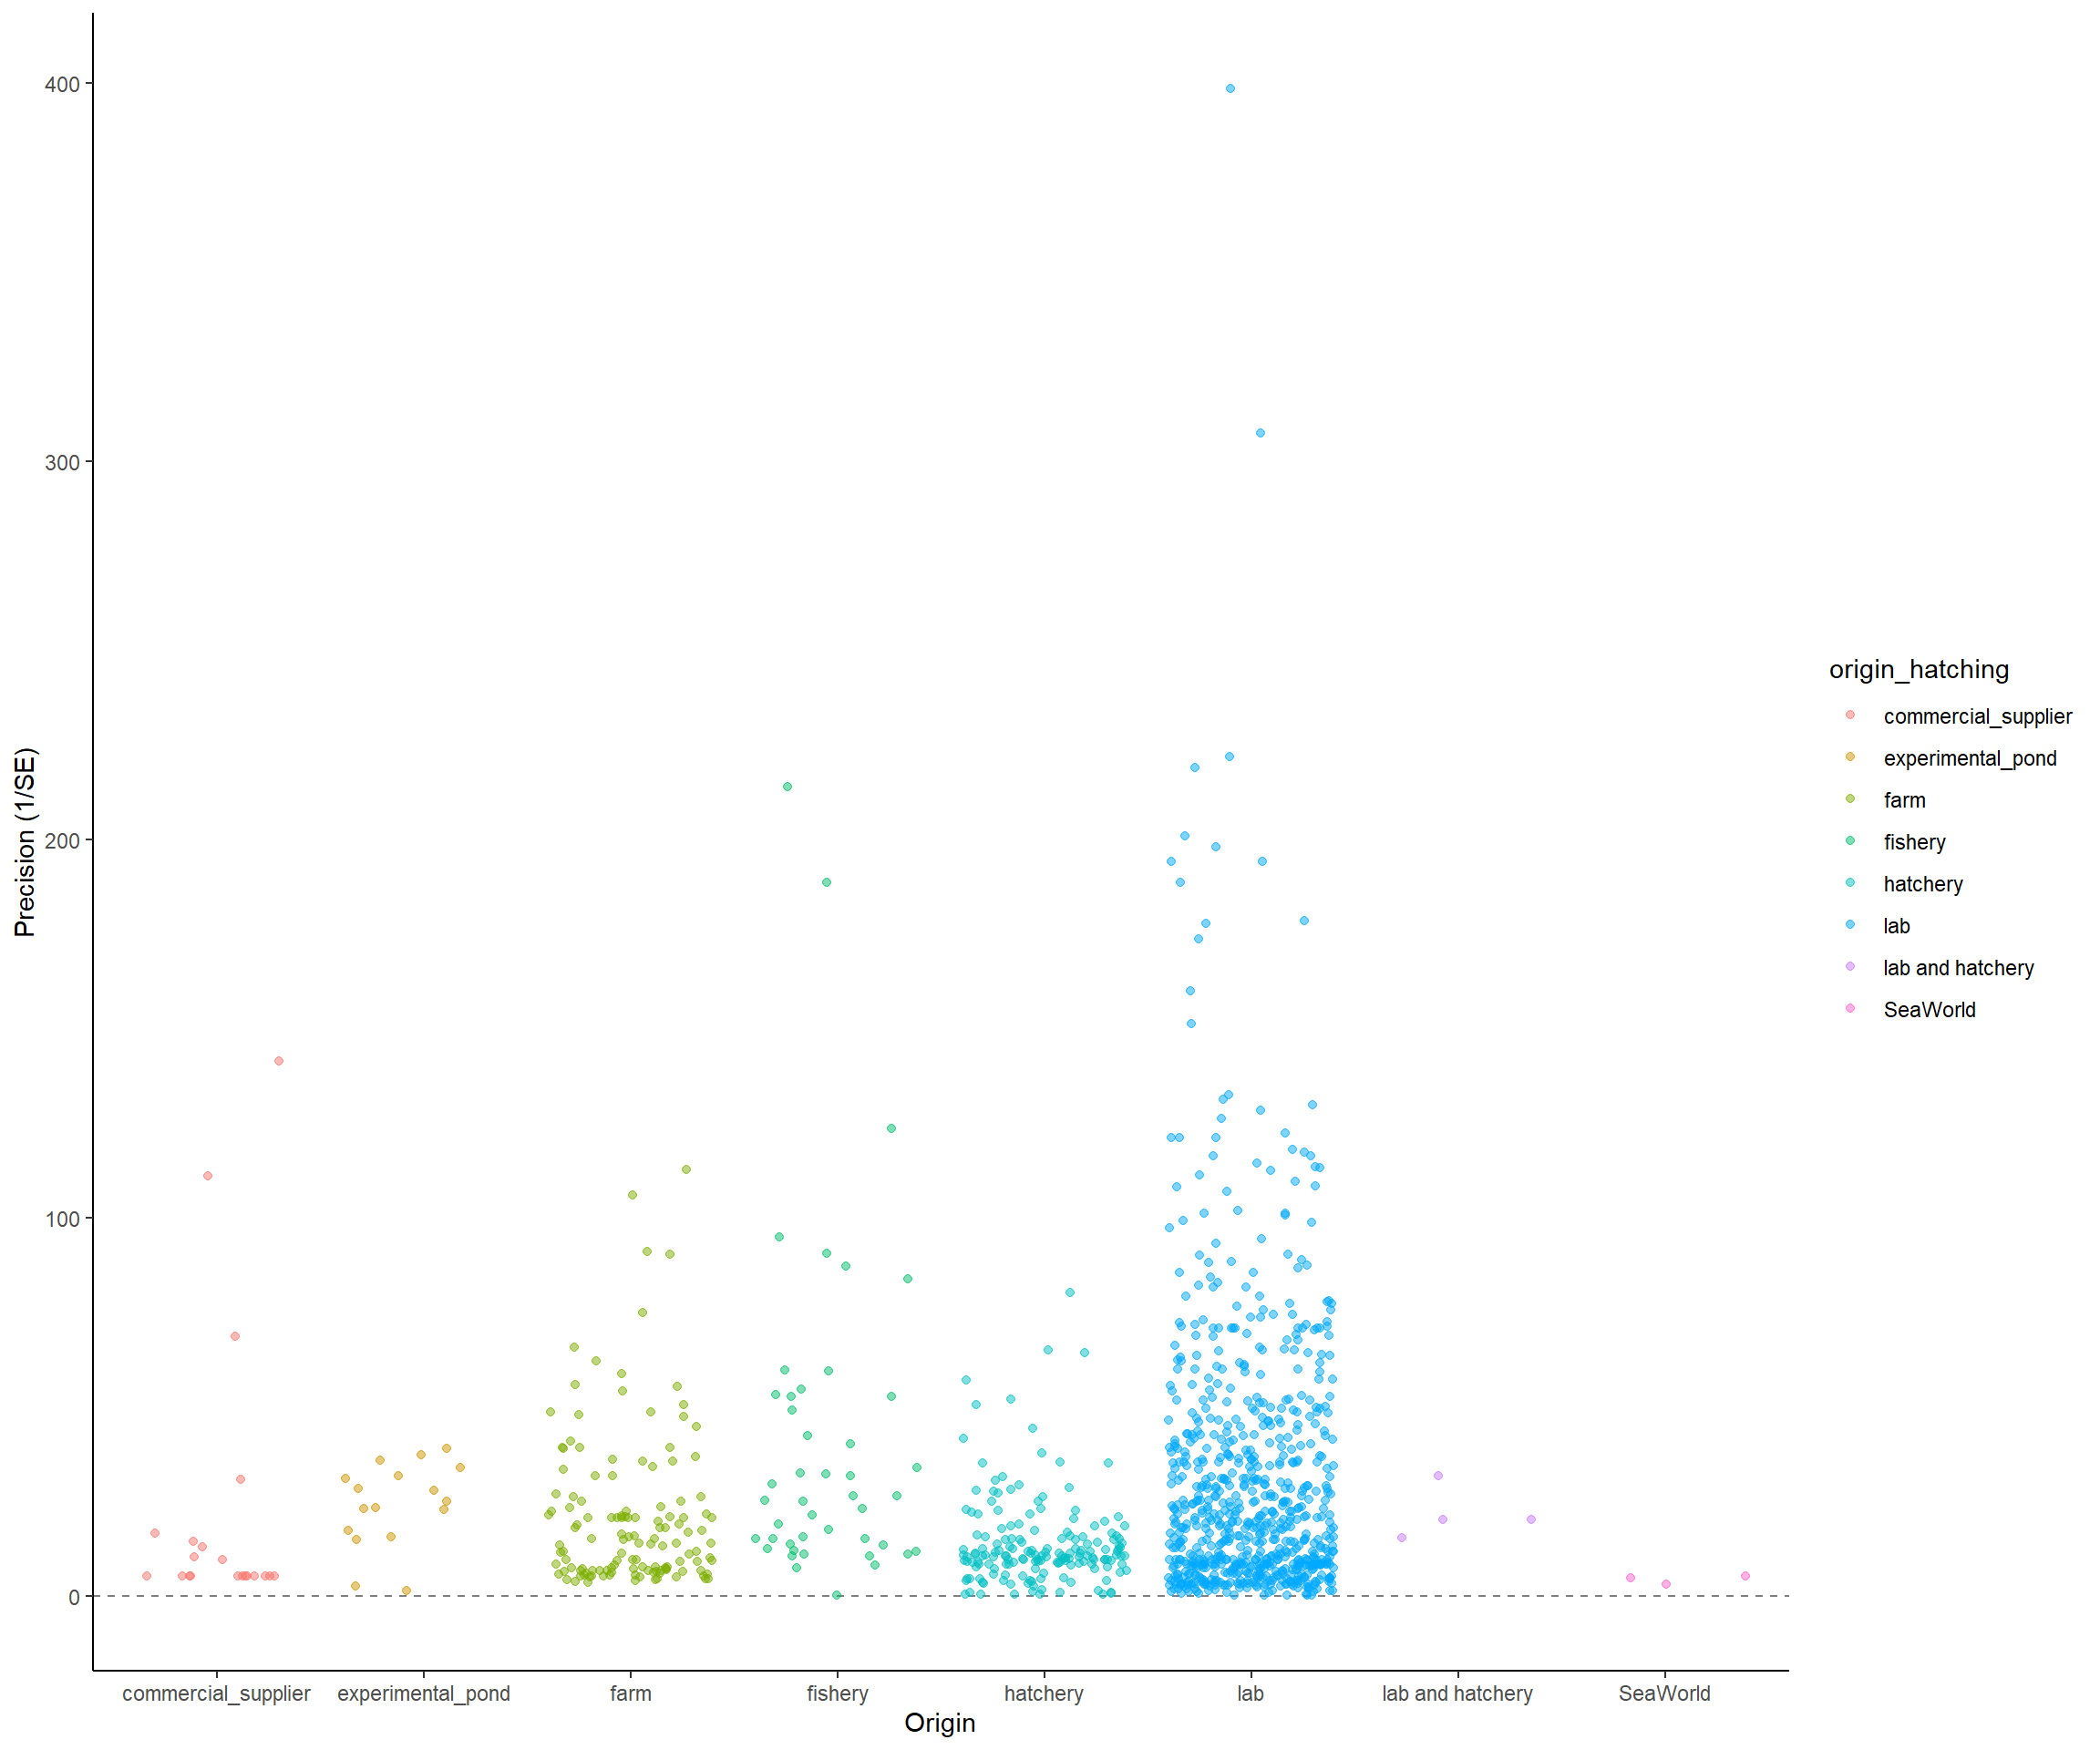 400
300
200
100
0
Precision (1/SE)
commercial_supplier
experimental_pond
farm
fishery
hatchery
lab
lab and hatchery
SeaWorld
Origin
origin_hatching
commercial_supplier
experimental_pond
farm
fishery
hatchery
lab
lab and hatchery
SeaWorld